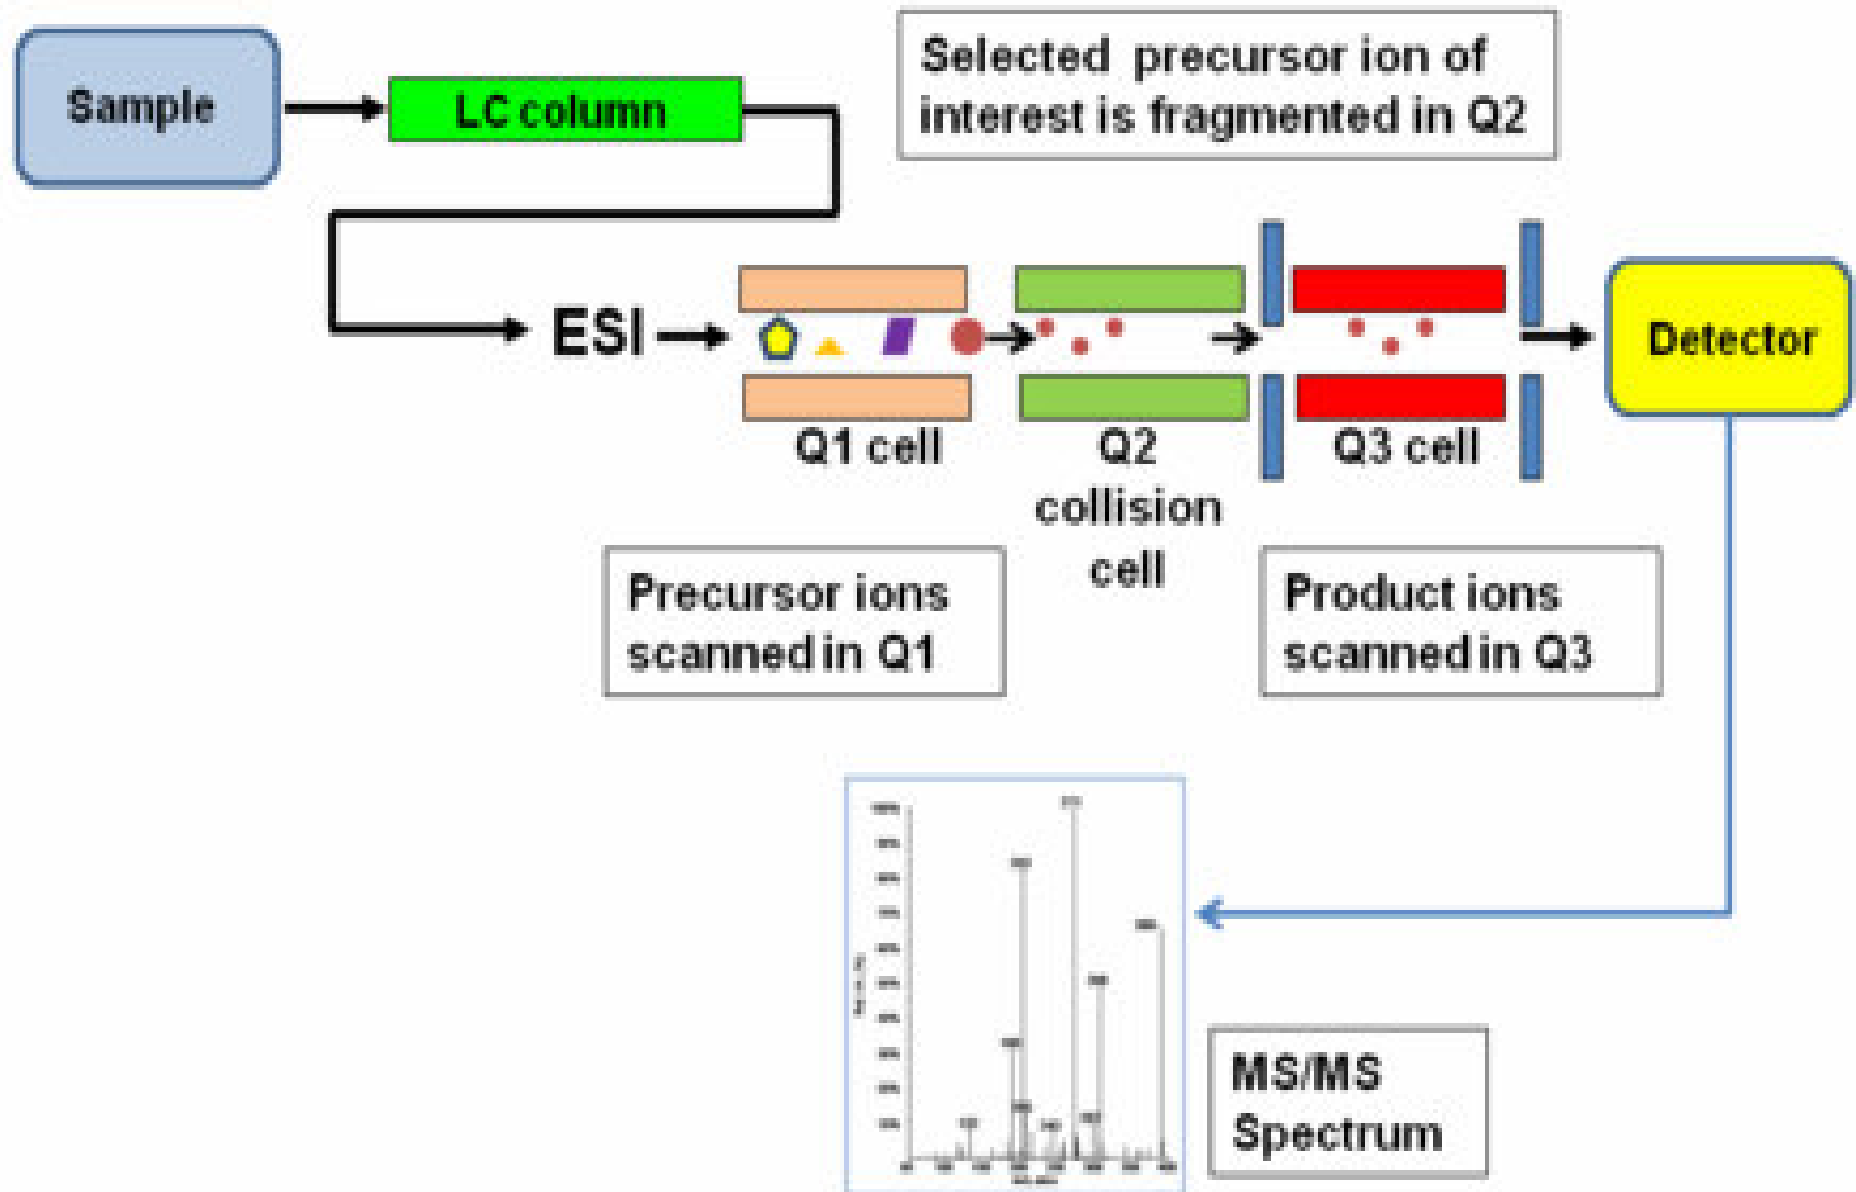 Sample
LC column
Selected precursor ion of
interest is fragmented in Q2
ESI
Detector
Q1 cell
Q2
collision
cell
Q3 cell
Precursor ions
scanned in Q1
Product ions
scanned in Q3
MS/MS
Spectrum